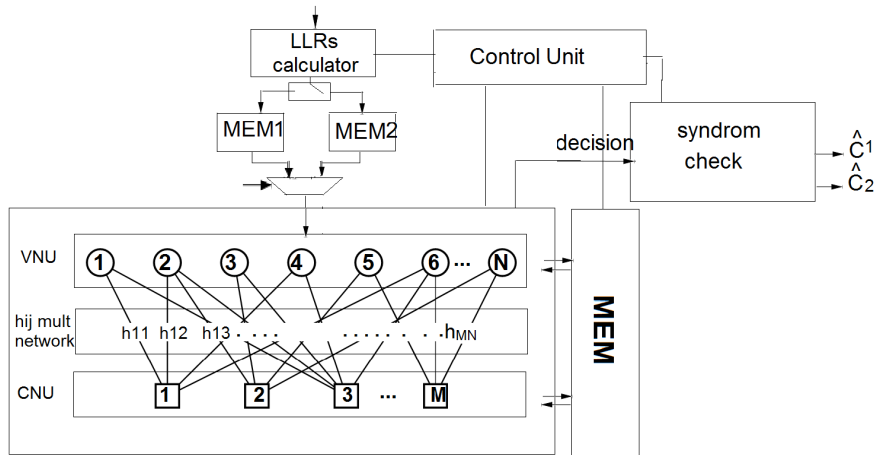 LLRs
calculator
Control Unit
MEM1
MEM2
decision
syndrom
check
Ĉ1
Ĉ2
VNU
1 2 3 4 5 6 ... N
hij mult
network
h11 h12 h13 . . . . . . . . . . . . hMN
CNU
1 2 3 ... M
MEM